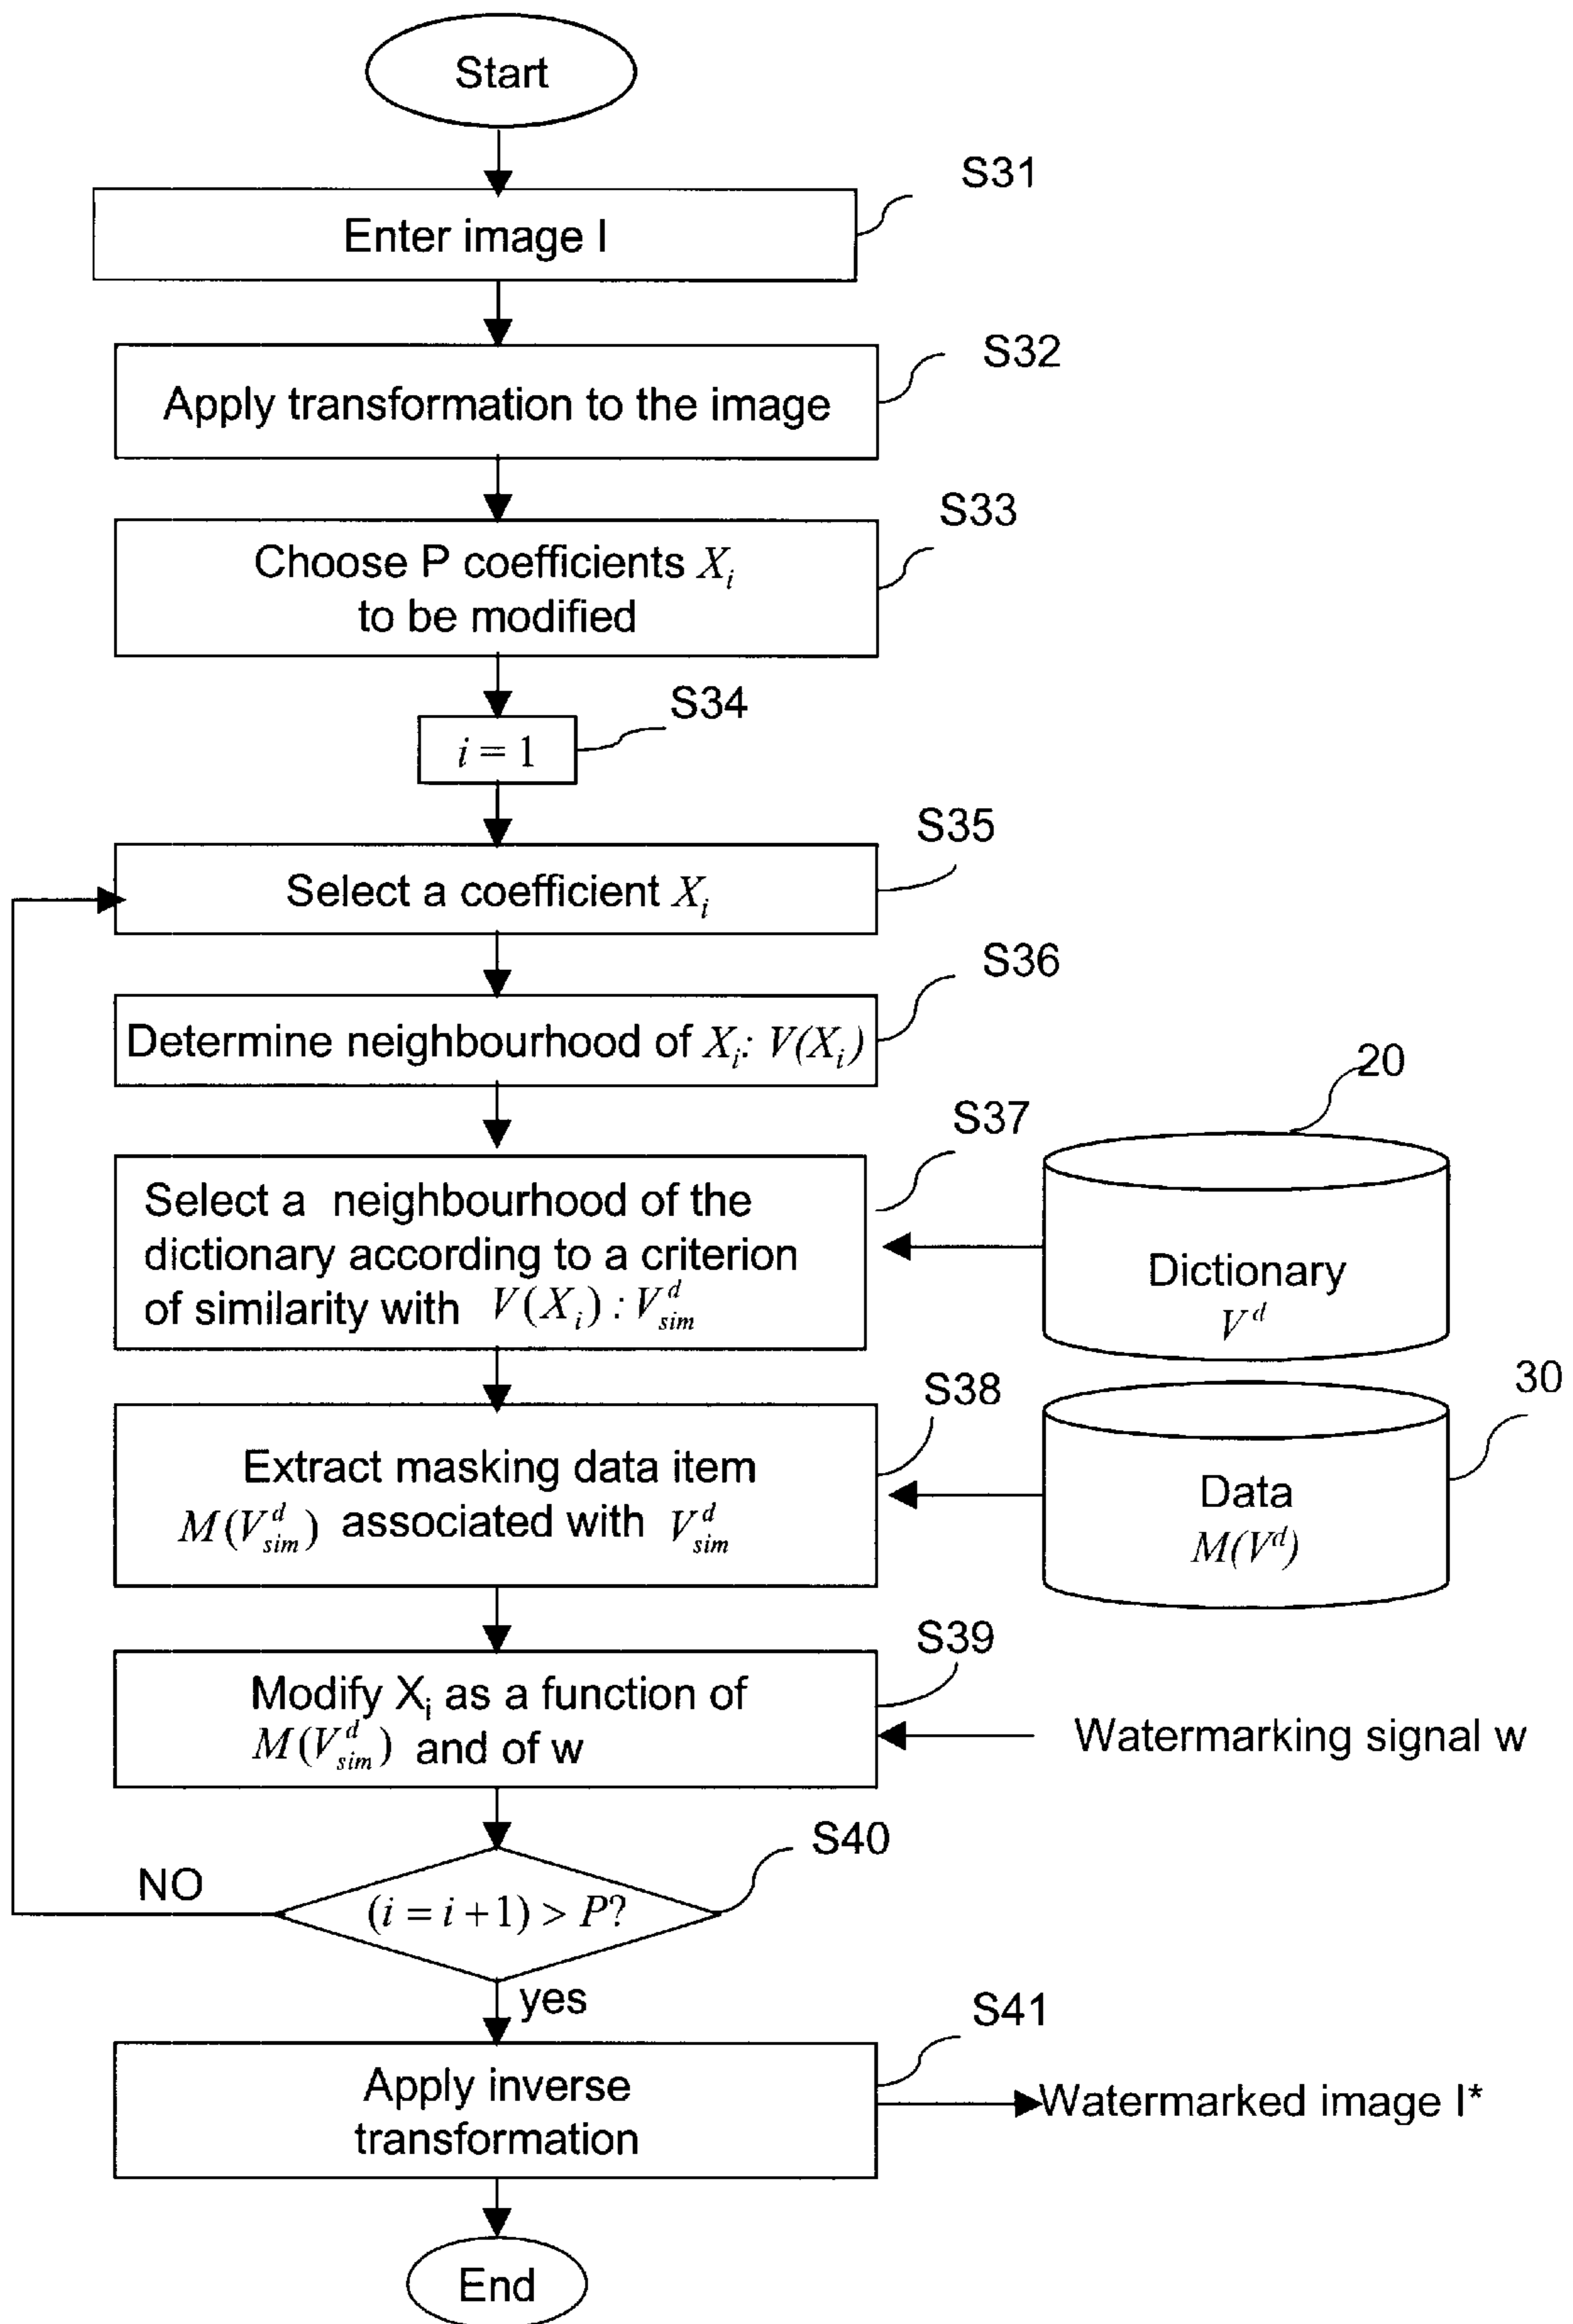 Start
S31
Enter image I
S32
Apply transformation to the image
S33
Choose P coefficients X_i
to be modified
S34
i = 1
S35
Select a coefficient X_i
S36
Determine neighbourhood of X_i: V(X_i)
20
S37
Select a neighbourhood of the
dictionary according to a criterion
of similarity with V(X_i) : V^d_sim
Dictionary
V^d
S38
30
Extract masking data item
M(V^d_sim) associated with V^d_sim
Data
M(V^d)
S39
Modify X_i as a function of
M(V^d_sim) and of w
Watermarking signal w
S40
NO
(i = i + 1) > P?
yes
S41
Apply inverse
transformation
Watermarked image I*
End